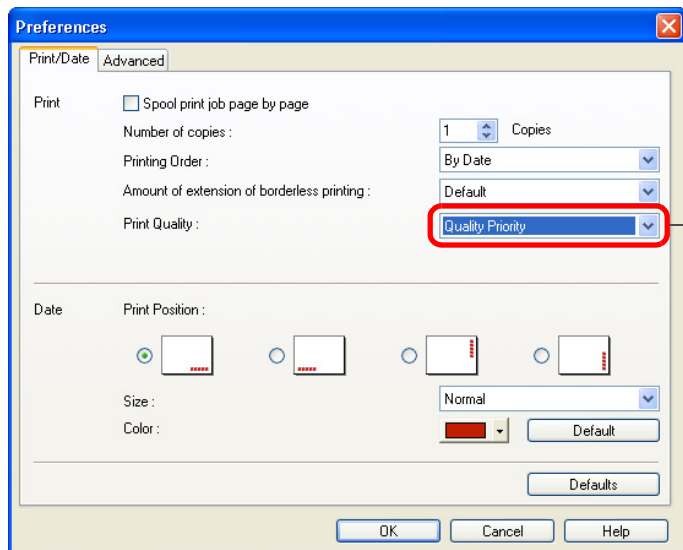 Preferences
Print/Date Advanced
Print Spool print job page by page
Number of copies : 1 Copies
Printing Order : By Date
Amount of extension of borderless printing : Default
Print Quality : Quality Priority
Date Print Position :
Size : Normal
Color : Default
Defaults
OK Cancel Help